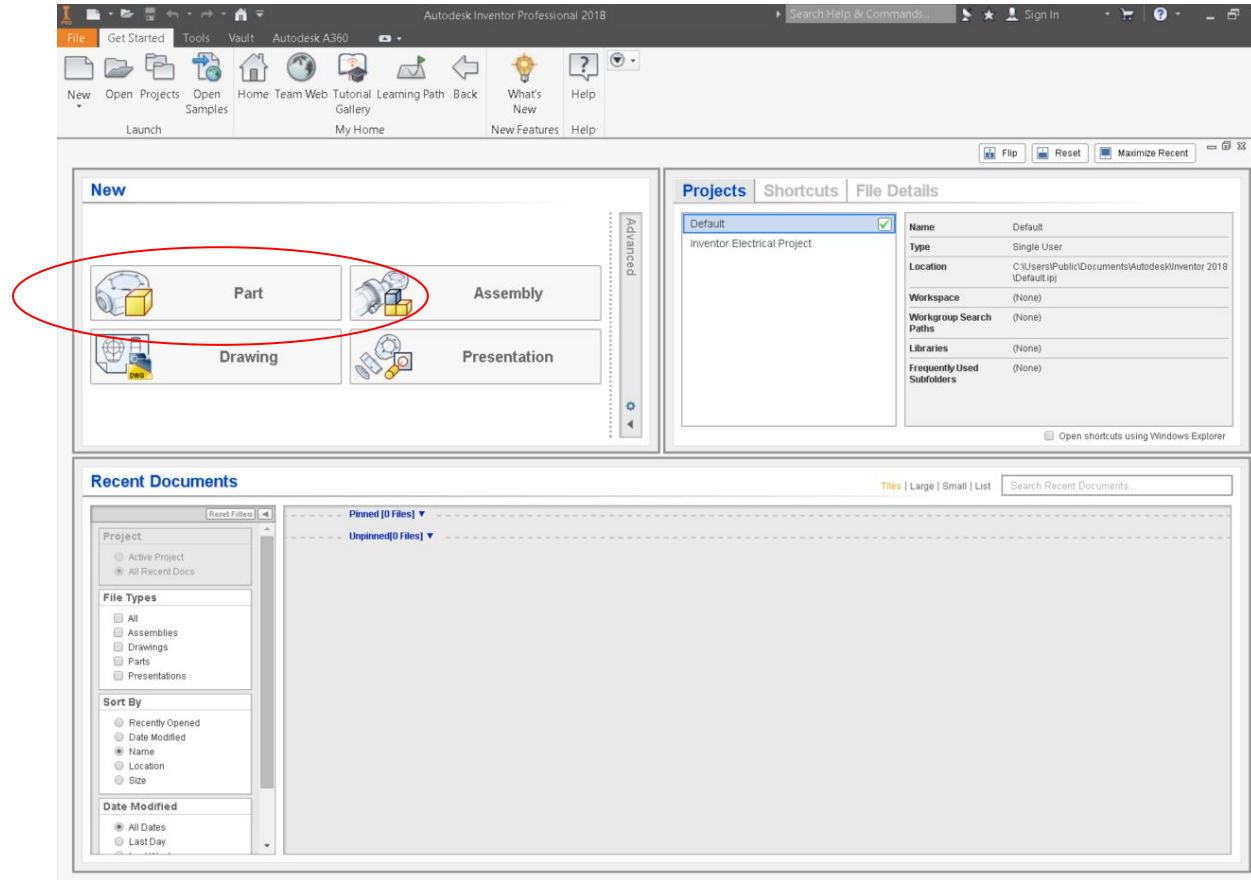 PRO
Autodesk Inventor Professional 2018
Search Help & Commands...
Sign In
File
Get Started
Tools
Vault
Autodesk A360
New
Open
Projects
Open Samples
Home
Team Web
Tutorial Gallery
Learning Path
Back
What's New
Help
Launch
My Home
New Features
Help
Flip
Reset
Maximize Recent
New
Part
Assembly
Drawing
DWG
Presentation
Advanced
Projects
Shortcuts
File Details
Default
Inventor Electrical Project
Name Default
Type Single User
Location C:\Users\Public\Documents\Autodesk\Inventor 2018
\Default.ipj
Workspace (None)
Workgroup Search (None)
Paths
Libraries (None)
Frequently Used (None)
Subfolders
Open shortcuts using Windows Explorer
Recent Documents
Tiles | Large | Small | List
Search Recent Documents...
Reset Filters
Pinned [0 Files]
Unpinned[0 Files]
Project
Active Project
All Recent Docs
File Types
All
Assemblies
Drawings
Parts
Presentations
Sort By
Recently Opened
Date Modified
Name
Location
Size
Date Modified
All Dates
Last Day